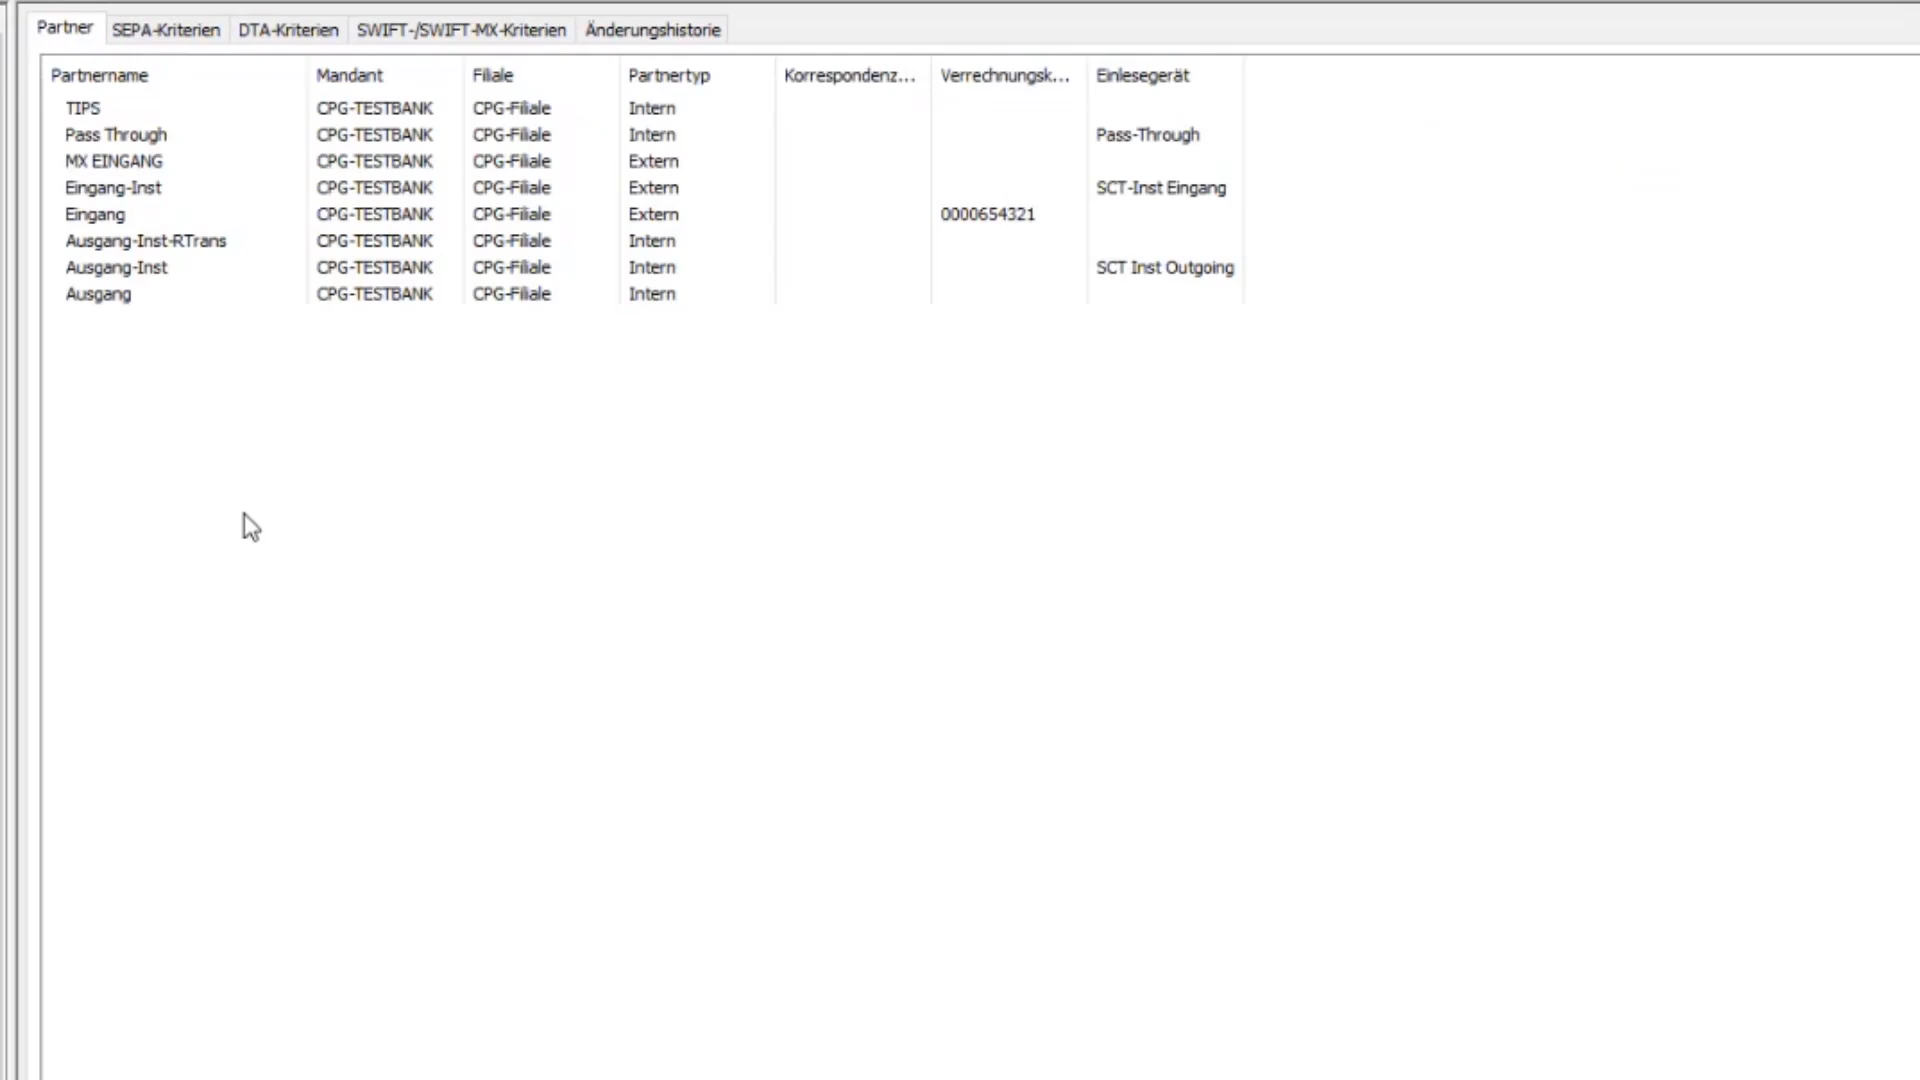 Partner SEPA-Kriterien DTA-Kriterien SWIFT-/SWIFT-MX-Kriterien Änderungshistorie
Partnername Mandant Filiale Partnertyp Korrespondenz... Verrechnungsk... Einlesegerät
TIPS CPG-TESTBANK CPG-Filiale Intern
Pass Through CPG-TESTBANK CPG-Filiale Intern Pass-Through
MX EINGANG CPG-TESTBANK CPG-Filiale Extern
Eingang-Inst CPG-TESTBANK CPG-Filiale Extern SCT-Inst Eingang
Eingang CPG-TESTBANK CPG-Filiale Extern 0000654321
Ausgang-Inst-RTrans CPG-TESTBANK CPG-Filiale Intern
Ausgang-Inst CPG-TESTBANK CPG-Filiale Intern SCT Inst Outgoing
Ausgang CPG-TESTBANK CPG-Filiale Intern